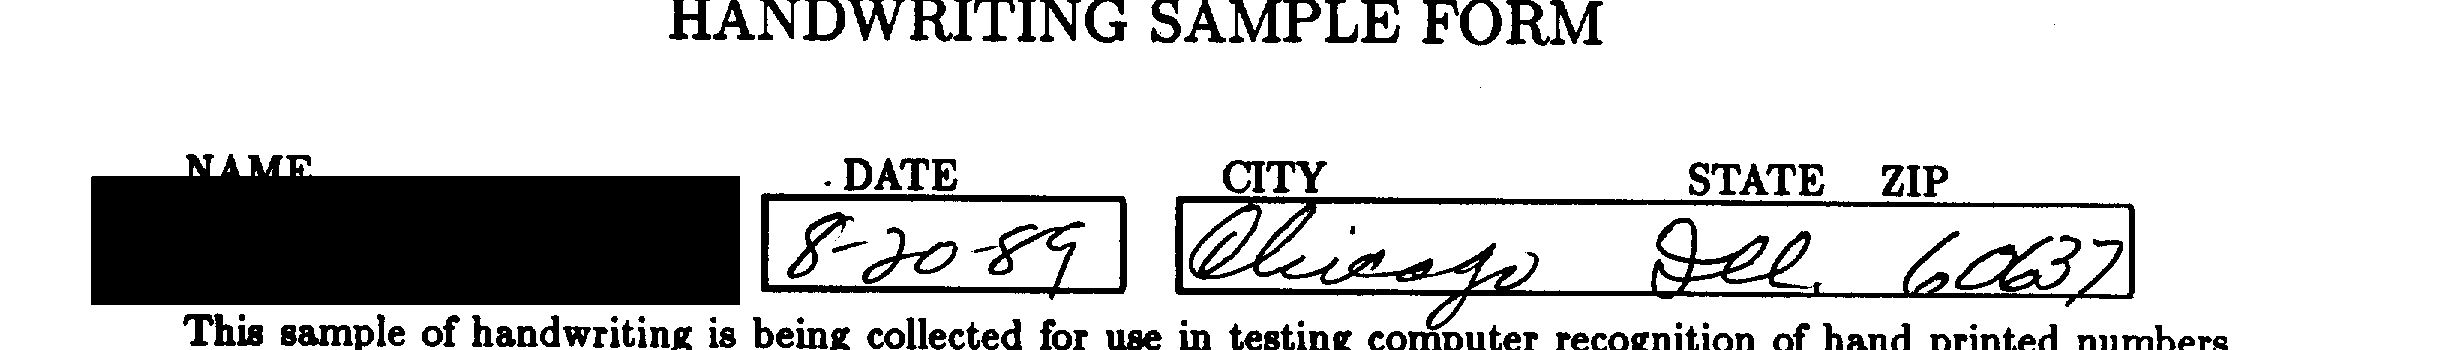 HANDWRITING SAMPLE FORM
NAME DATE CITY STATE ZIP
8-20-89 Chicago Ill. 60637
This sample of handwriting is being collected for use in testing computer recognition of hand printed numbers